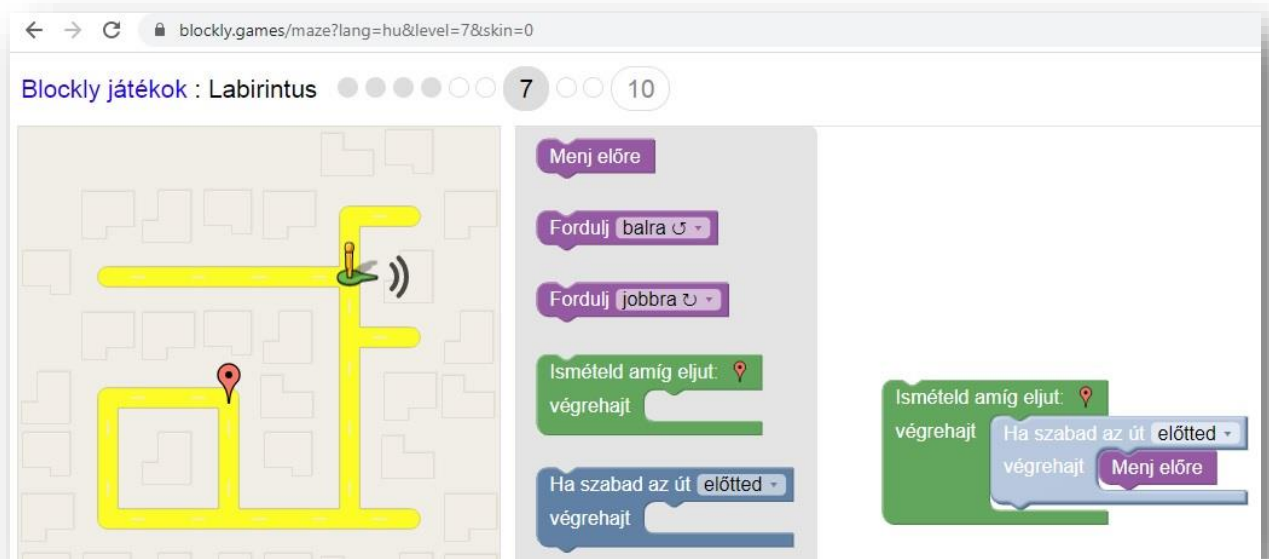 blockly.games/maze?lang=hu&level=7&skin=0
Blockly játékok : Labirintus 7 10
Menj előre
Fordulj balra ↺
Fordulj jobbra ↻
Ismételd amíg eljut:
végrehajt
Ha szabad az út előtted
végrehajt
Ismételd amíg eljut:
végrehajt
Ha szabad az út előtted
végrehajt Menj előre